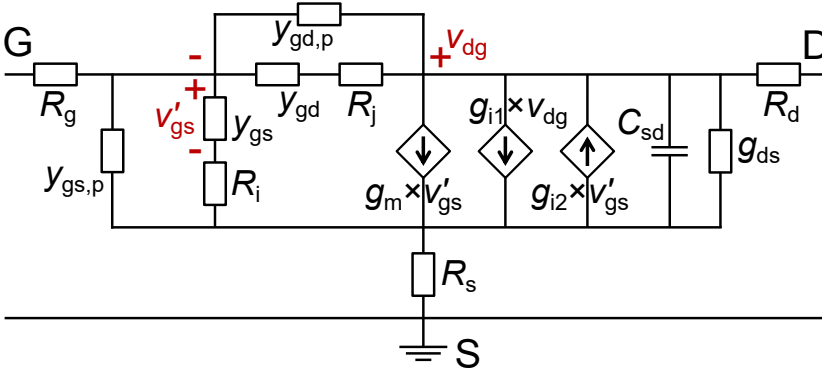 y_gd,p
G
- + v_dg
D
R_g
+
y_gd
R_j
R_d
v′_gs
y_gs
g_i1 × v_dg
C_sd
-
g_ds
y_gs,p
R_i
g_m × v′_gs
g_i2 × v′_gs
R_s
S